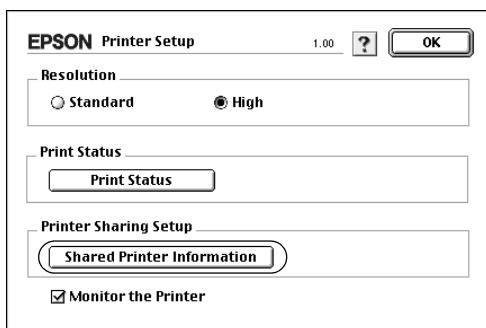 EPSON Printer Setup 1.00 ? OK
Resolution
Standard High
Print Status
Print Status
Printer Sharing Setup
Shared Printer Information
Monitor the Printer